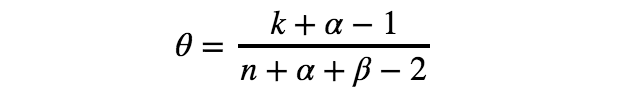 θ = (k + α − 1) / (n + α + β − 2)